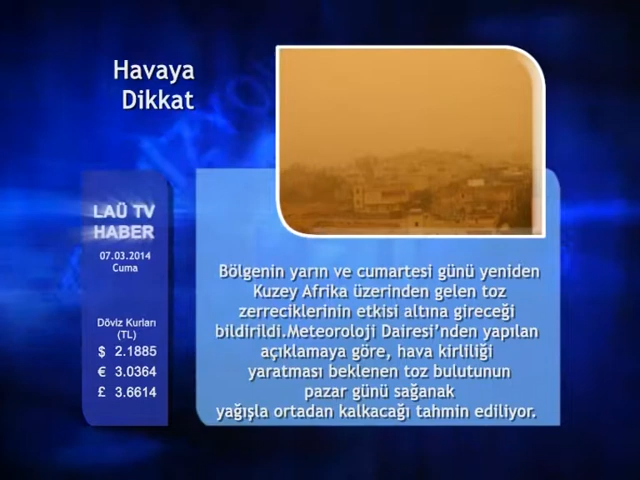 Havaya
Dikkat
LAÜ TV
HABER
07.03.2014
Cuma
Döviz Kurları
(TL)
$ 2.1885
€ 3.0364
£ 3.6614
Bölgenin yarın ve cumartesi günü yeniden
Kuzey Afrika üzerinden gelen toz
zerreciklerinin etkisi altına gireceği
bildirildi.Meteoroloji Dairesi'nden yapılan
açıklamaya göre, hava kirliliği
yaratması beklenen toz bulutunun
pazar günü sağanak
yağışla ortadan kalkacağı tahmin ediliyor.